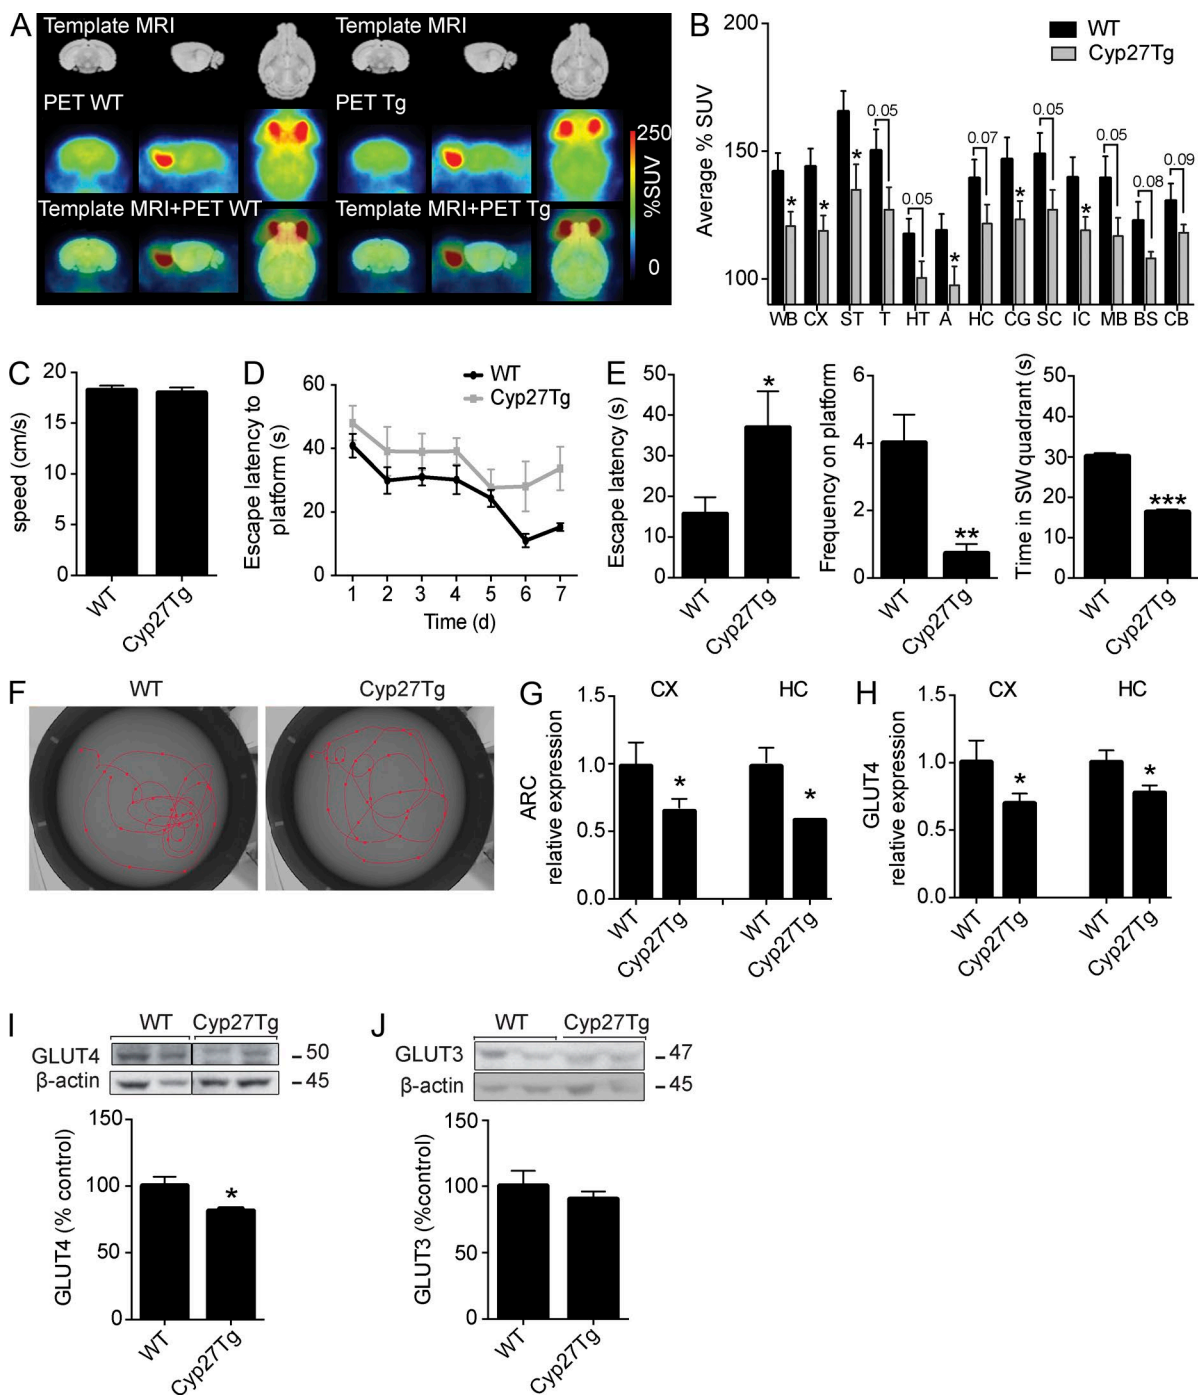 A
Template MRI
Template MRI
PET WT
PET Tg
Template MRI+PET WT
Template MRI+PET Tg
250
%SUV
0
B
WT
Cyp27Tg
Average % SUV
200
150
100
* * * 0.05 0.05 * 0.07 * 0.05 * 0.05 0.08 0.09
WB CX ST T HT A HC CG SC IC MB BS CB
C
speed (cm/s)
20
15
10
5
0
WT
Cyp27Tg
D
WT
Cyp27Tg
Escape latency to
platform (s)
60
40
20
0
1 2 3 4 5 6 7
Time (d)
E
Escape latency (s)
50
40
30
20
10
0
*
WT
Cyp27Tg
Frequency on platform
6
4
2
0
**
WT
Cyp27Tg
Time in SW quadrant (s)
50
40
30
20
10
0
***
WT
Cyp27Tg
F
WT
Cyp27Tg
G
CX
HC
ARC
relative expression
1.5
1.0
0.5
0.0
*
*
WT
Cyp27Tg
WT
Cyp27Tg
H
CX
HC
GLUT4
relative expression
1.5
1.0
0.5
0.0
*
*
WT
Cyp27Tg
WT
Cyp27Tg
I
WT
Cyp27Tg
GLUT4
- 50
β-actin
- 45
GLUT4 (% control)
150
100
50
0
*
WT
Cyp27Tg
J
WT
Cyp27Tg
GLUT3
- 47
β-actin
- 45
GLUT3 (%control)
150
100
50
0
WT
Cyp27Tg